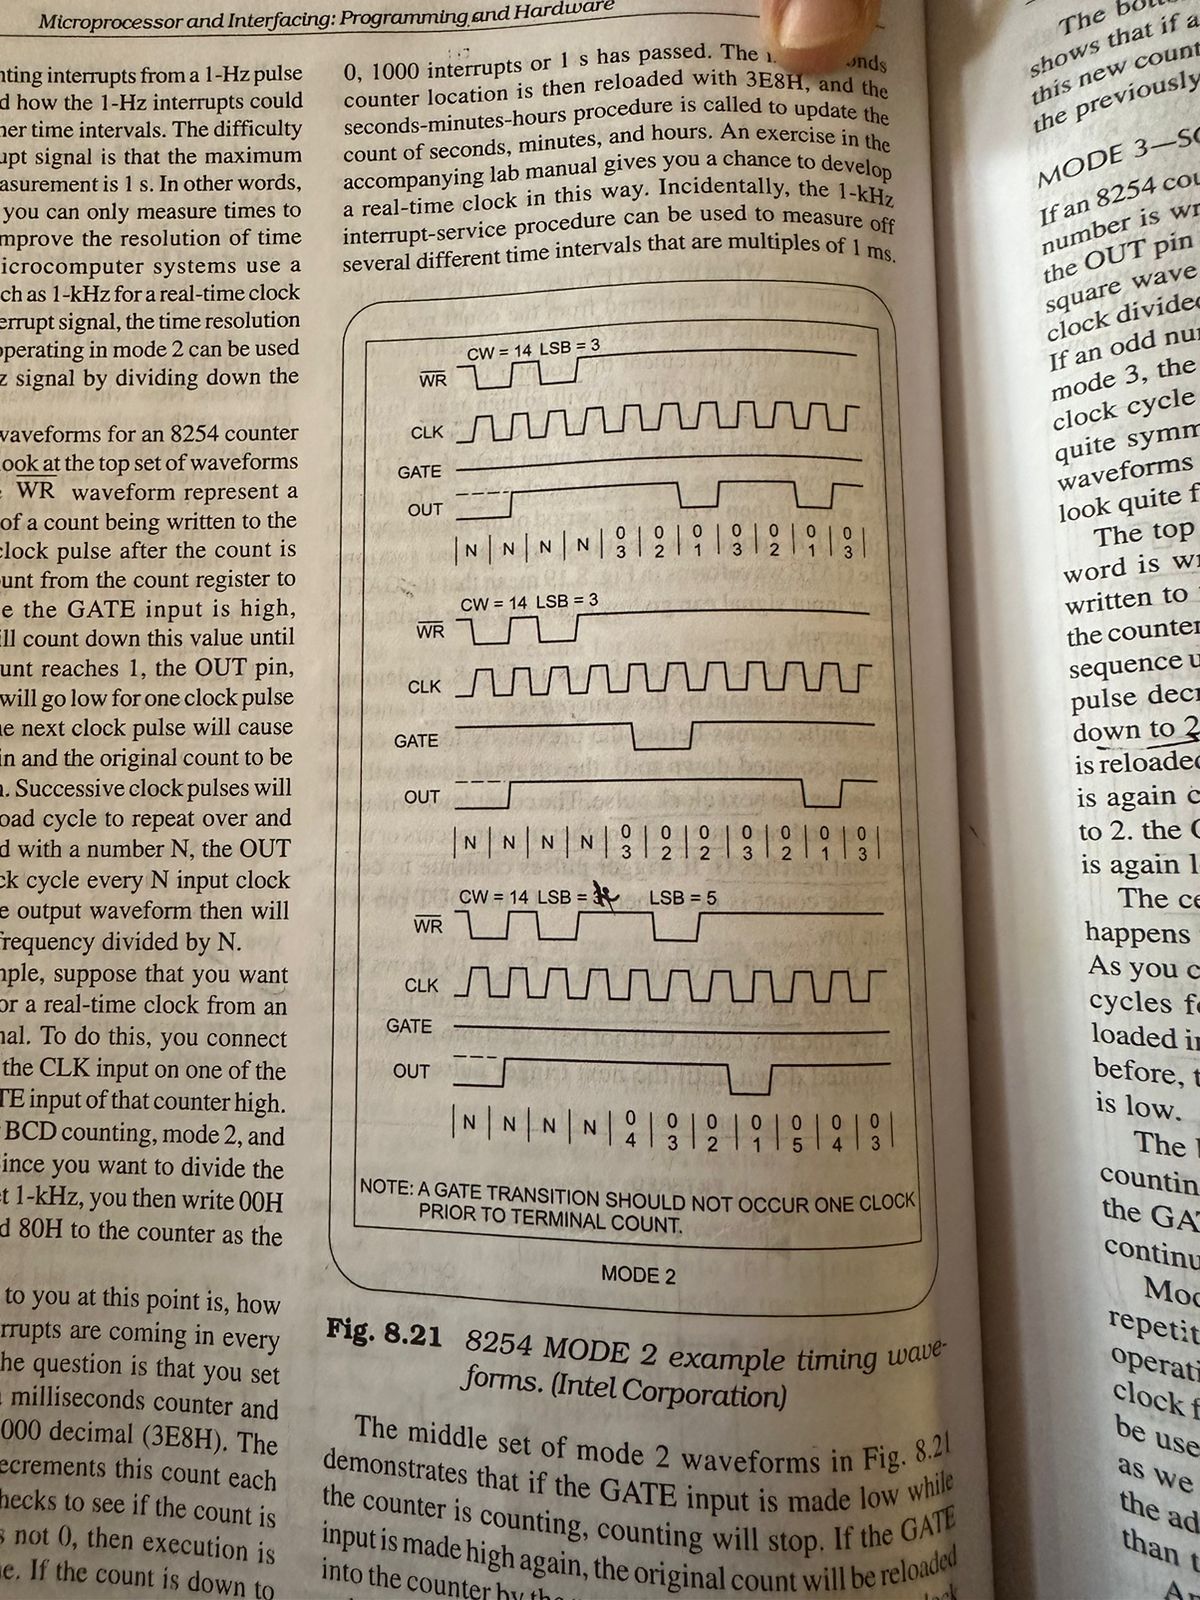 Microprocessor and Interfacing: Programming and Hardware
nting interrupts from a 1-Hz pulse
d how the 1-Hz interrupts could
her time intervals. The difficulty
upt signal is that the maximum
asurement is 1 s. In other words,
you can only measure times to
mprove the resolution of time
icrocomputer systems use a
ch as 1-kHz for a real-time clock
errupt signal, the time resolution
operating in mode 2 can be used
z signal by dividing down the
waveforms for an 8254 counter
ook at the top set of waveforms
WR waveform represent a
of a count being written to the
clock pulse after the count is
unt from the count register to
e the GATE input is high,
ill count down this value until
unt reaches 1, the OUT pin,
will go low for one clock pulse
ne next clock pulse will cause
in and the original count to be
. Successive clock pulses will
oad cycle to repeat over and
d with a number N, the OUT
ck cycle every N input clock
e output waveform then will
frequency divided by N.
mple, suppose that you want
or a real-time clock from an
nal. To do this, you connect
the CLK input on one of the
TE input of that counter high.
BCD counting, mode 2, and
ince you want to divide the
et 1-kHz, you then write 00H
d 80H to the counter as the
to you at this point is, how
rrupts are coming in every
he question is that you set
milliseconds counter and
000 decimal (3E8H). The
ecrements this count each
hecks to see if the count is
s not 0, then execution is
e. If the count is down to
0, 1000 interrupts or 1 s has passed. The onds
counter location is then reloaded with 3E8H, and the
seconds-minutes-hours procedure is called to update the
count of seconds, minutes, and hours. An exercise in the
accompanying lab manual gives you a chance to develop
a real-time clock in this way. Incidentally, the 1-kHz
interrupt-service procedure can be used to measure off
several different time intervals that are multiples of 1 ms.
CW = 14 LSB = 3
WR
CLK
GATE
OUT
N N N N 0 0 0 0 0 0 0
3 2 1 3 2 1 3
CW = 14 LSB = 3
WR
CLK
GATE
OUT
N N N N 0 0 0 0 0 0 0
3 2 2 3 2 1 3
CW = 14 LSB = LSB = 5
WR
CLK
GATE
OUT
N N N N 0 0 0 0 0 0 0
4 3 2 1 5 4 3
NOTE: A GATE TRANSITION SHOULD NOT OCCUR ONE CLOCK
PRIOR TO TERMINAL COUNT.
MODE 2
Fig. 8.21 8254 MODE 2 example timing wave-
forms. (Intel Corporation)
The middle set of mode 2 waveforms in Fig. 8.21
demonstrates that if the GATE input is made low while
the counter is counting, counting will stop. If the GATE
input is made high again, the original count will be reloaded
into the counter by the
The
shows that if a
this new count
the previously
MODE 3—S
If an 8254 cou
number is wr
the OUT pin
square wave
clock divide
If an odd nu
mode 3, the
clock cycle
quite symm
waveforms
look quite f
The top
word is w
written to
the counter
sequence u
pulse decr
down to 2
is reloade
is again c
to 2. the
is again l
The ce
happens
As you c
cycles f
loaded i
before, t
is low.
The
countin
the GA
continu
Mo
repetit
operati
clock f
be use
as we
the ad
than t